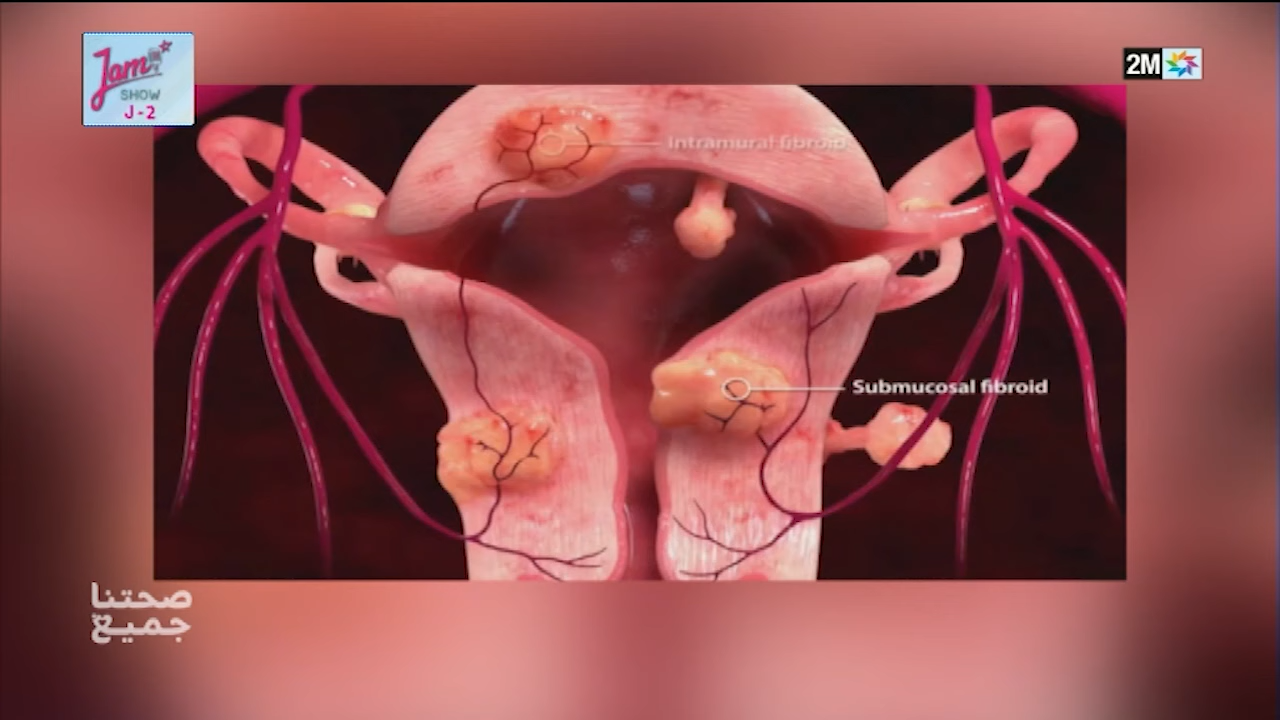 Jam
SHOW
J-2
2M
Intramural fibroid
Submucosal fibroid
صحتنا
جميع